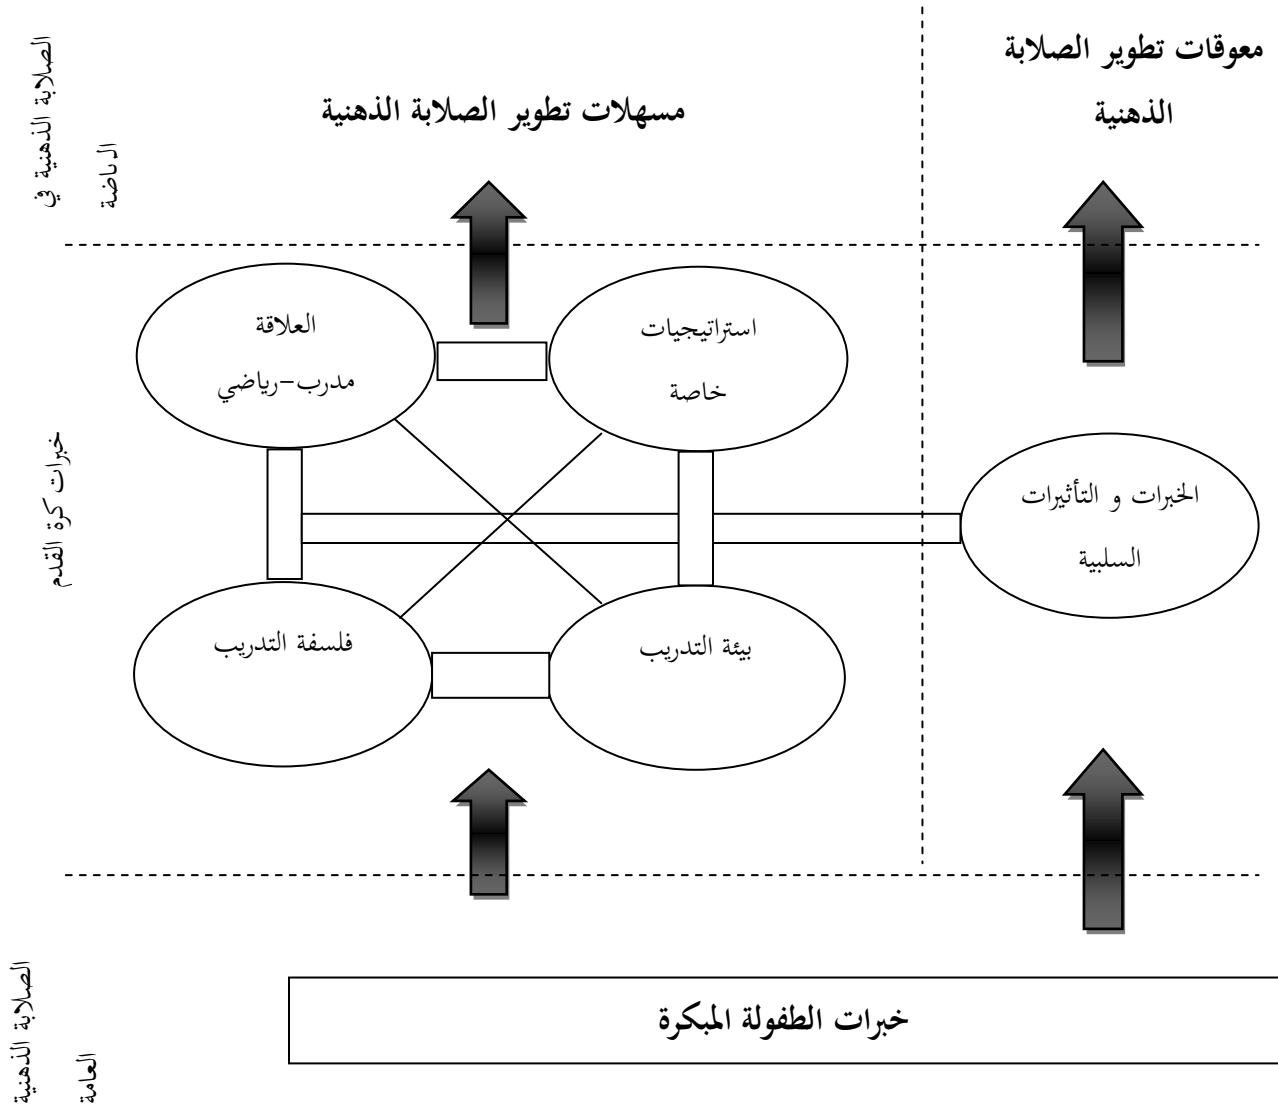 معوقات تطوير الصلابة
الذهنية
مسهلات تطوير الصلابة الذهنية
الصلابة الذهنية في
الرياضة
استراتيجيات
خاصة
العلاقة
مدرب-رياضي
خبرات كرة القدم
الخبرات و التأثيرات
السلبية
بيئة التدريب
فلسفة التدريب
خبرات الطفولة المبكرة
الصلابة الذهنية
العامة